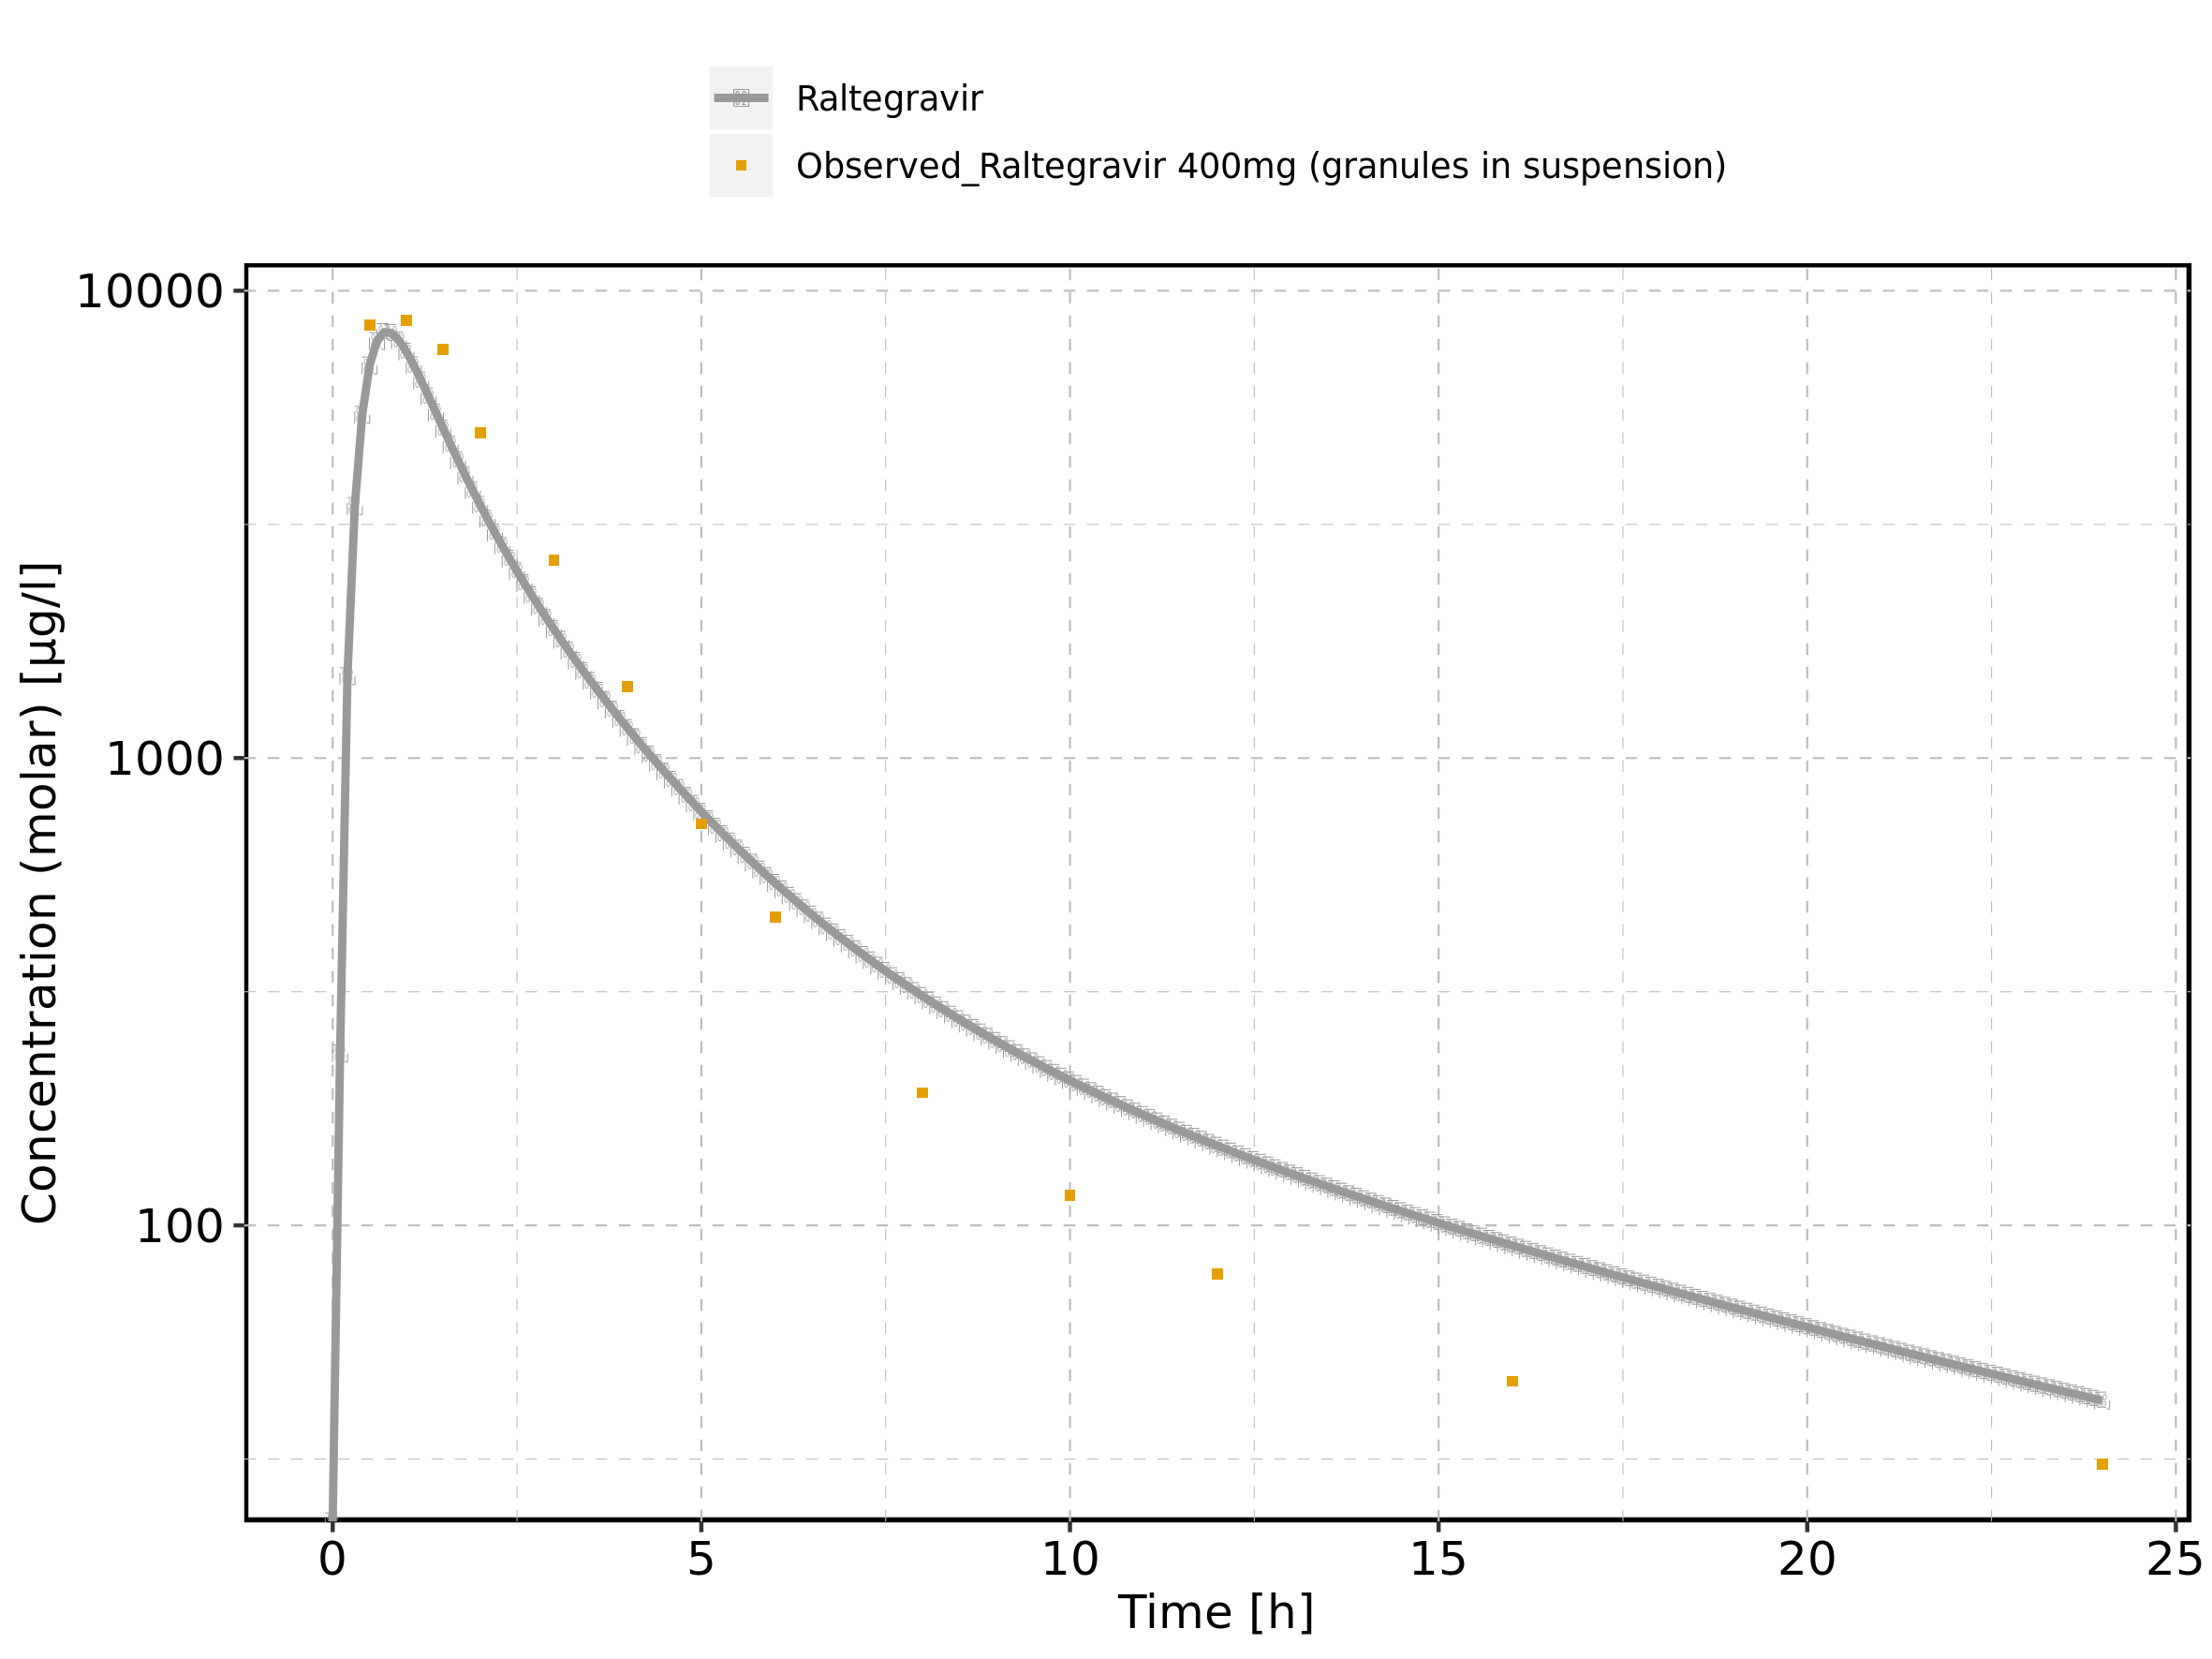 Raltegravir
Observed_Raltegravir 400mg (granules in suspension)
10000
1000
100
Concentration (molar) [µg/l]
0 5 10 15 20 25
Time [h]